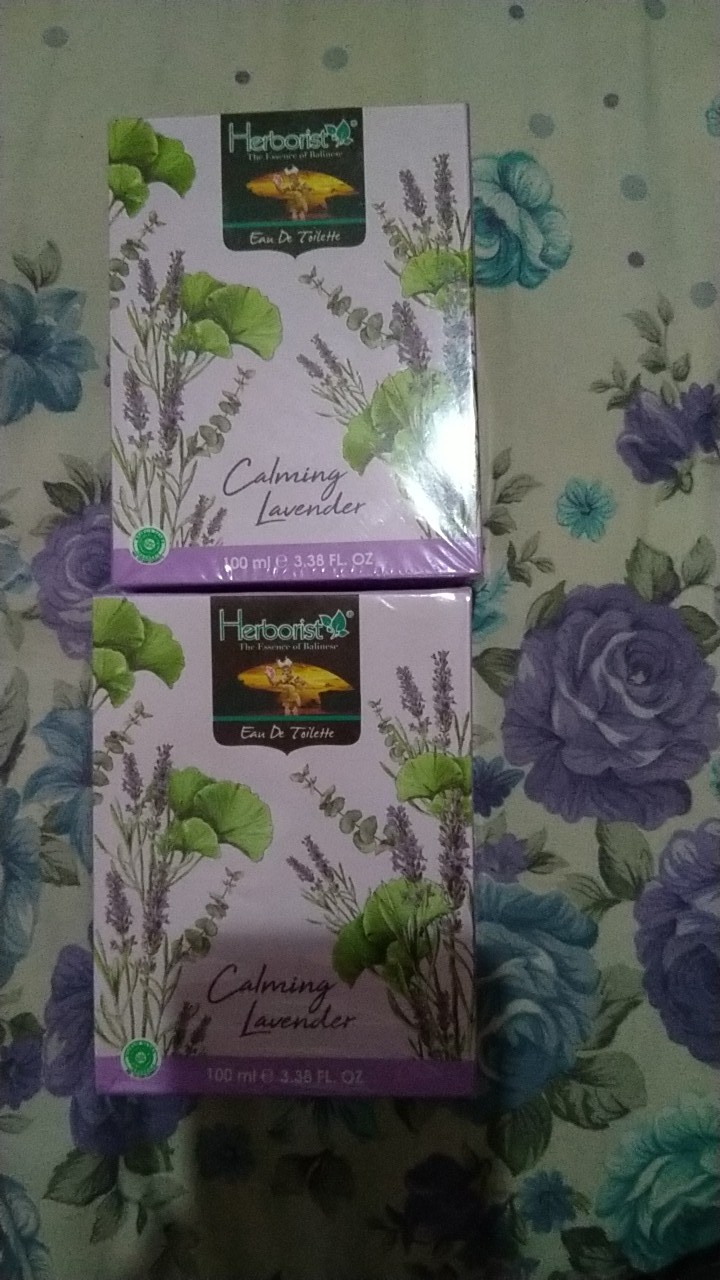 Herborist®
The Essence of Balinese
Eau De Toilette
Calming
Lavender
100 ml ℮ 3.38 FL. OZ
Herborist®
The Essence of Balinese
Eau De Toilette
Calming
Lavender
100 ml ℮ 3.38 FL. OZ